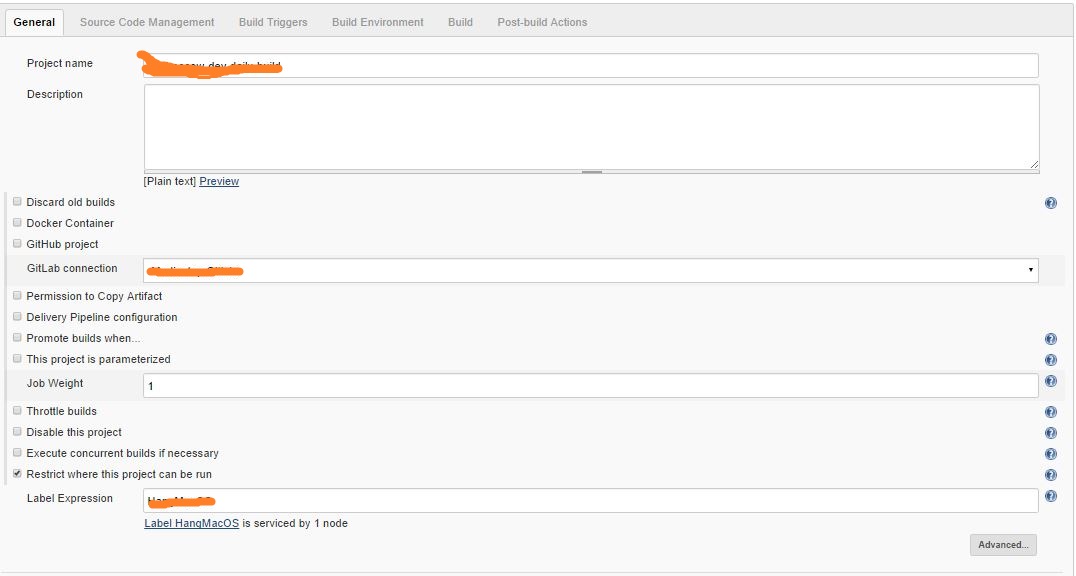 General Source Code Management Build Triggers Build Environment Build Post-build Actions
Project name
Description
[Plain text] Preview
Discard old builds
Docker Container
GitHub project
GitLab connection
Permission to Copy Artifact
Delivery Pipeline configuration
Promote builds when...
This project is parameterized
Job Weight 1
Throttle builds
Disable this project
Execute concurrent builds if necessary
Restrict where this project can be run
Label Expression
Label HangMacOS is serviced by 1 node
Advanced...